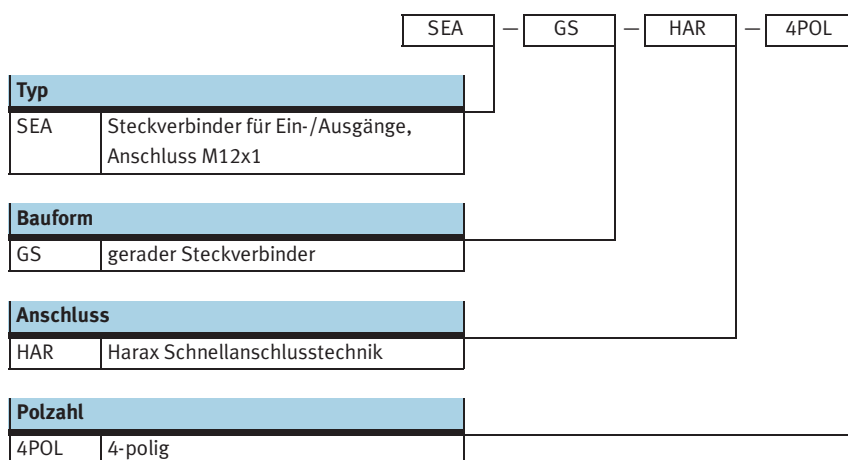 SEA – GS – HAR – 4POL
Typ
SEA Steckverbinder für Ein-/Ausgänge,
Anschluss M12x1
Bauform
GS gerader Steckverbinder
Anschluss
HAR Harax Schnellanschlusstechnik
Polzahl
4POL 4-polig